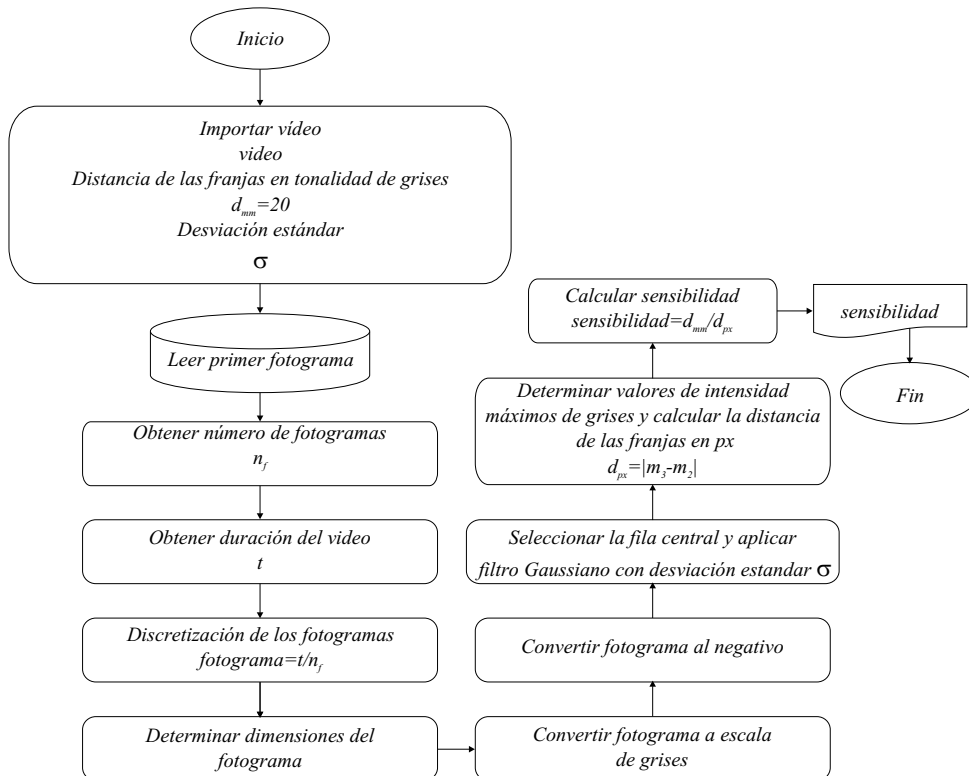 Inicio
Importar vídeo
video
Distancia de las franjas en tonalidad de grises
d_mm=20
Desviación estándar
σ
Leer primer fotograma
Obtener número de fotogramas
n_f
Obtener duración del video
t
Discretización de los fotogramas
fotograma=t/n_f
Determinar dimensiones del
fotograma
Convertir fotograma a escala
de grises
Convertir fotograma al negativo
Seleccionar la fila central y aplicar
filtro Gaussiano con desviación estandar σ
Determinar valores de intensidad
máximos de grises y calcular la distancia
de las franjas en px
d_px=|m_3-m_2|
Calcular sensibilidad
sensibilidad=d_mm/d_px
sensibilidad
Fin